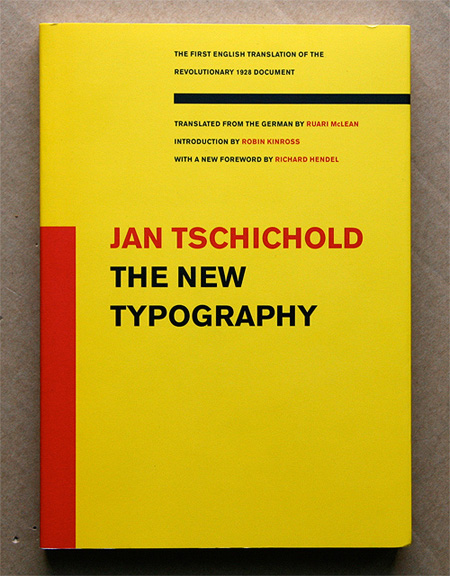 THE FIRST ENGLISH TRANSLATION OF THE
REVOLUTIONARY 1928 DOCUMENT
TRANSLATED FROM THE GERMAN BY RUARI McLEAN
INTRODUCTION BY ROBIN KINROSS
WITH A NEW FOREWORD BY RICHARD HENDEL
JAN TSCHICHOLD
THE NEW
TYPOGRAPHY